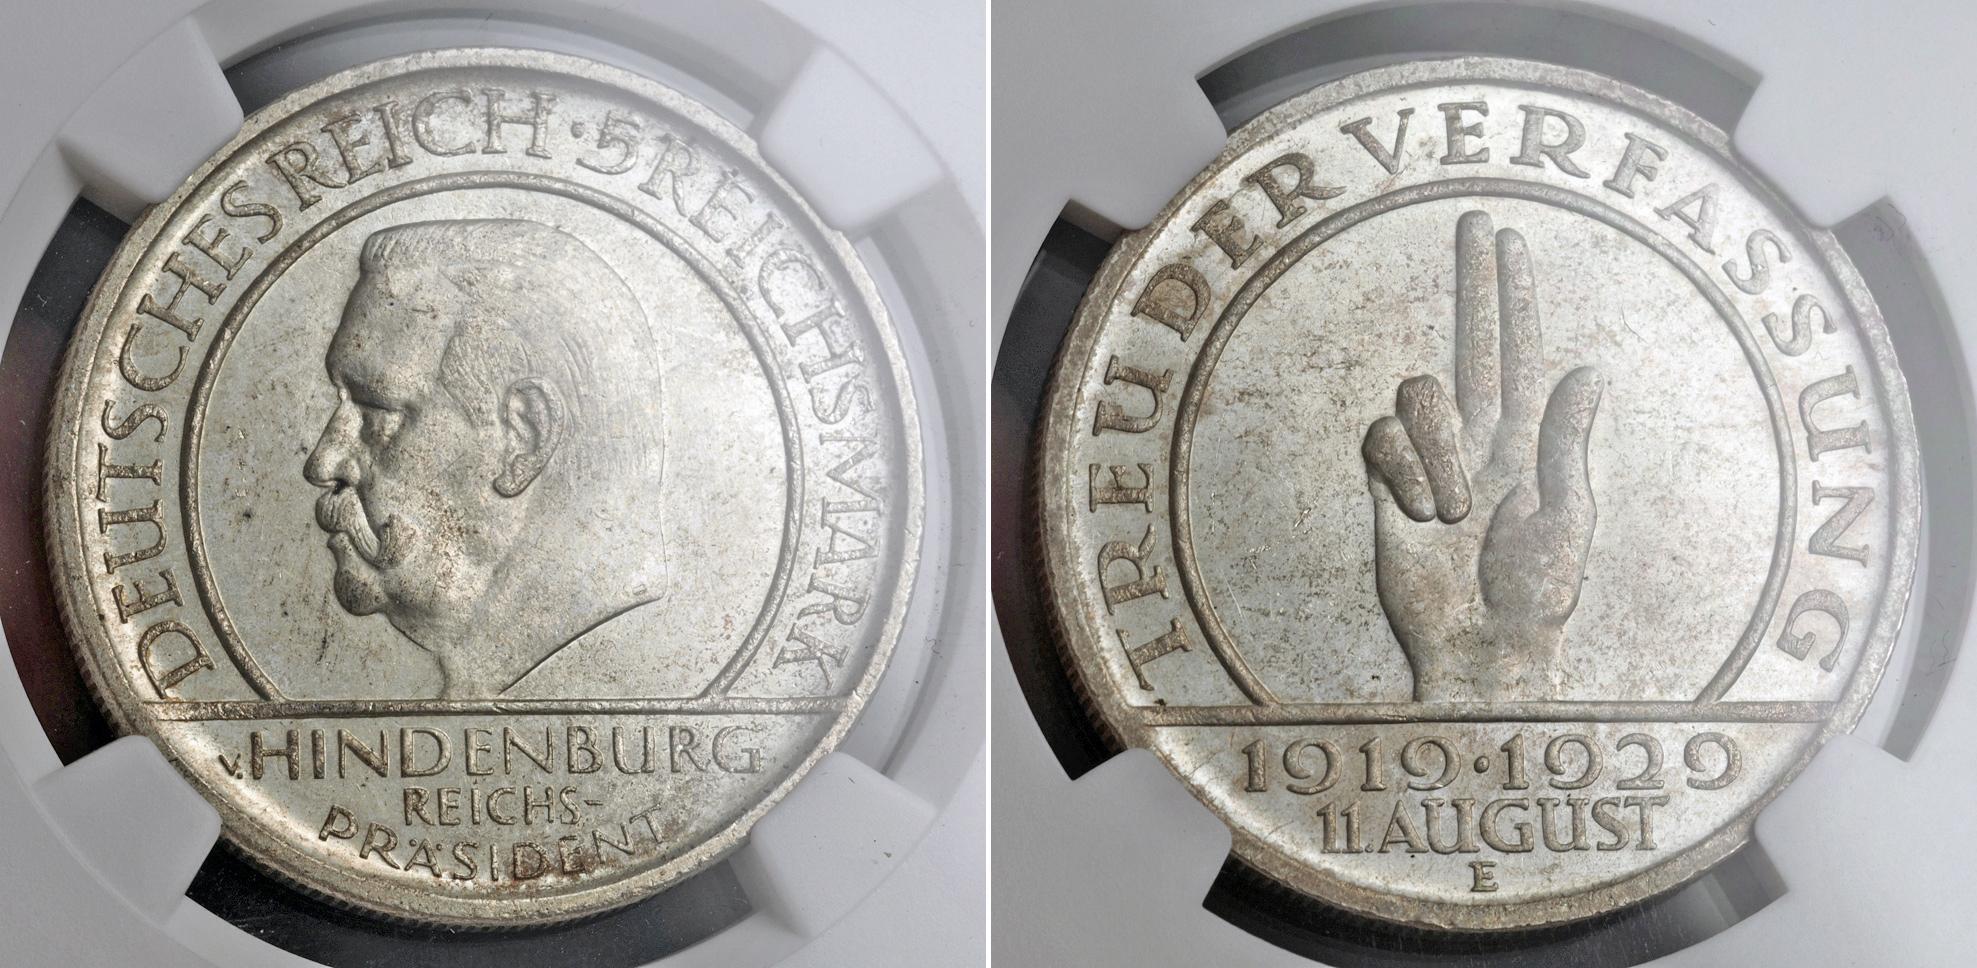 DEUTSCHES REICH · 5 REICHSMARK
v. HINDENBURG
REICHS-
PRÄSIDENT
TREU DER VERFASSUNG
1919 · 1929
11. AUGUST
E